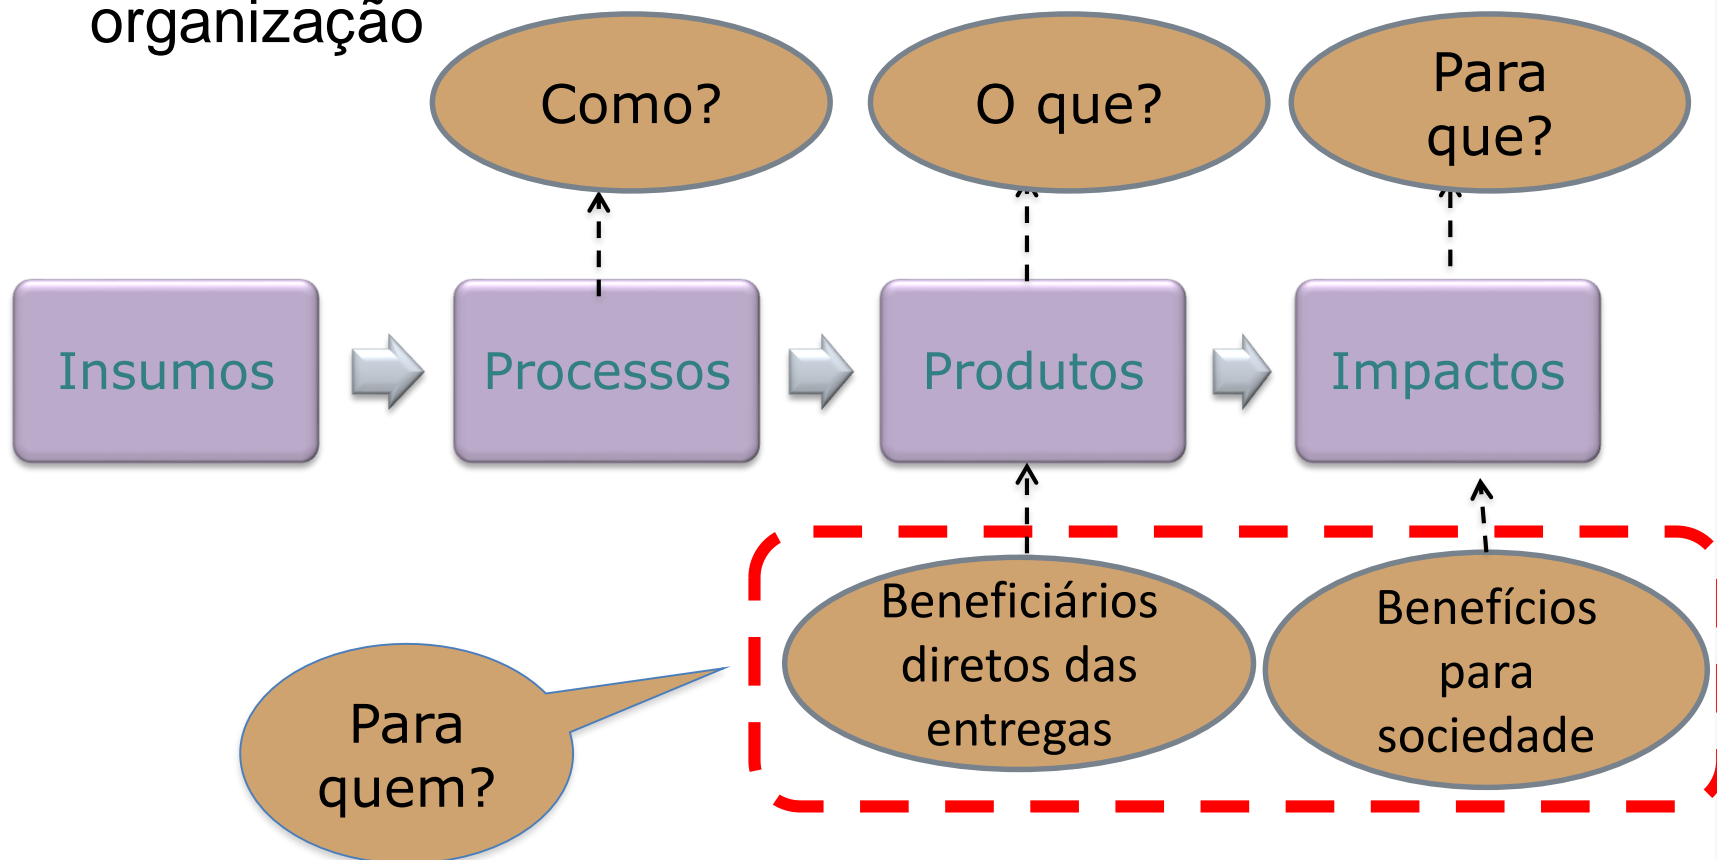 organização
Como?
O que?
Para
que?
Insumos
Processos
Produtos
Impactos
Beneficiários
diretos das
entregas
Benefícios
para
sociedade
Para
quem?